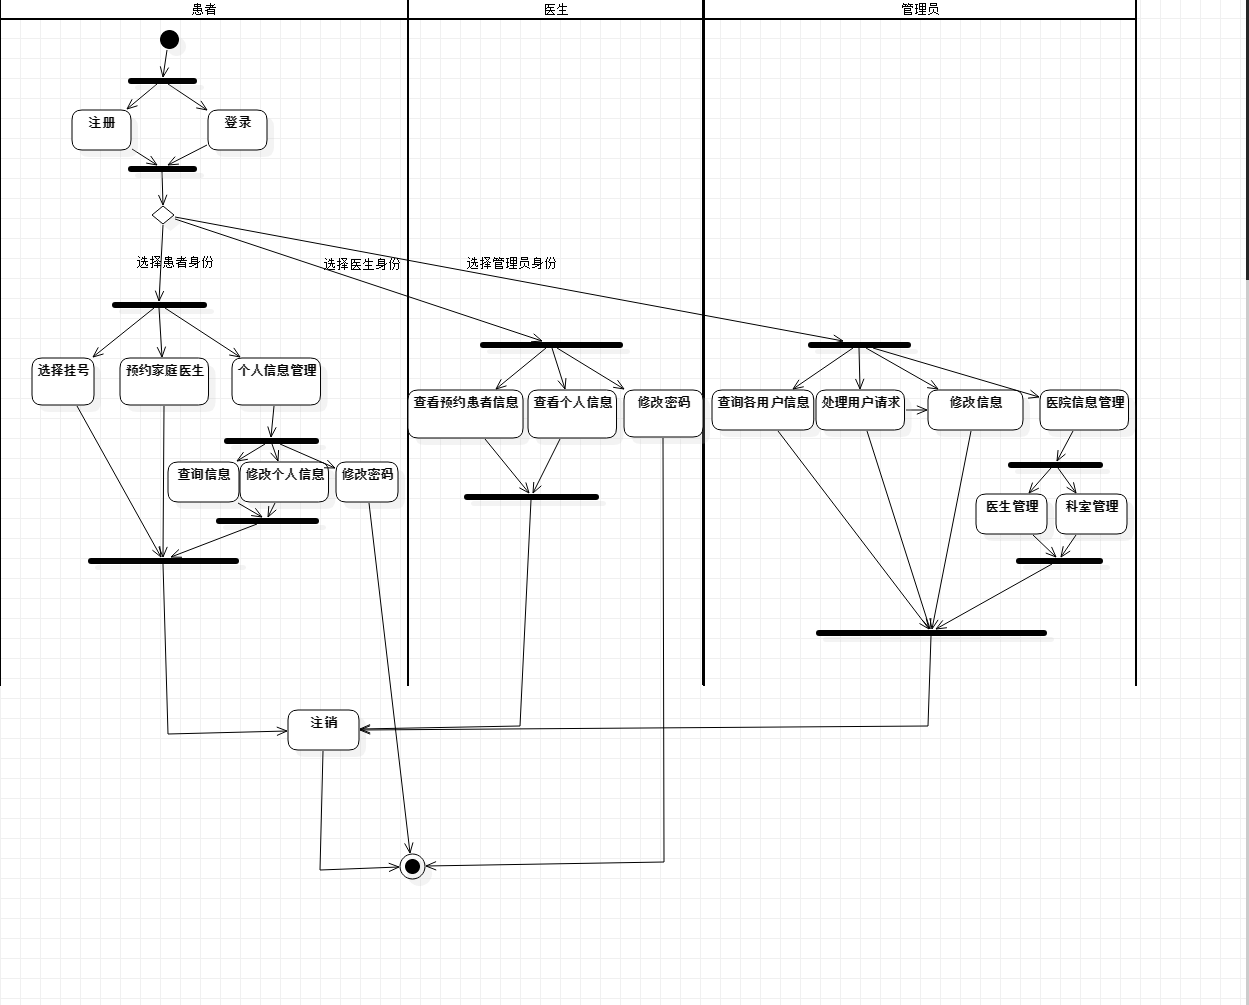 患者
医生
管理员
注册
登录
选择患者身份
选择医生身份
选择管理员身份
选择挂号
预约家庭医生
个人信息管理
查看预约患者信息
查看个人信息
修改密码
查询各用户信息
处理用户请求
修改信息
医院信息管理
查询信息
修改个人信息
修改密码
医生管理
科室管理
注销